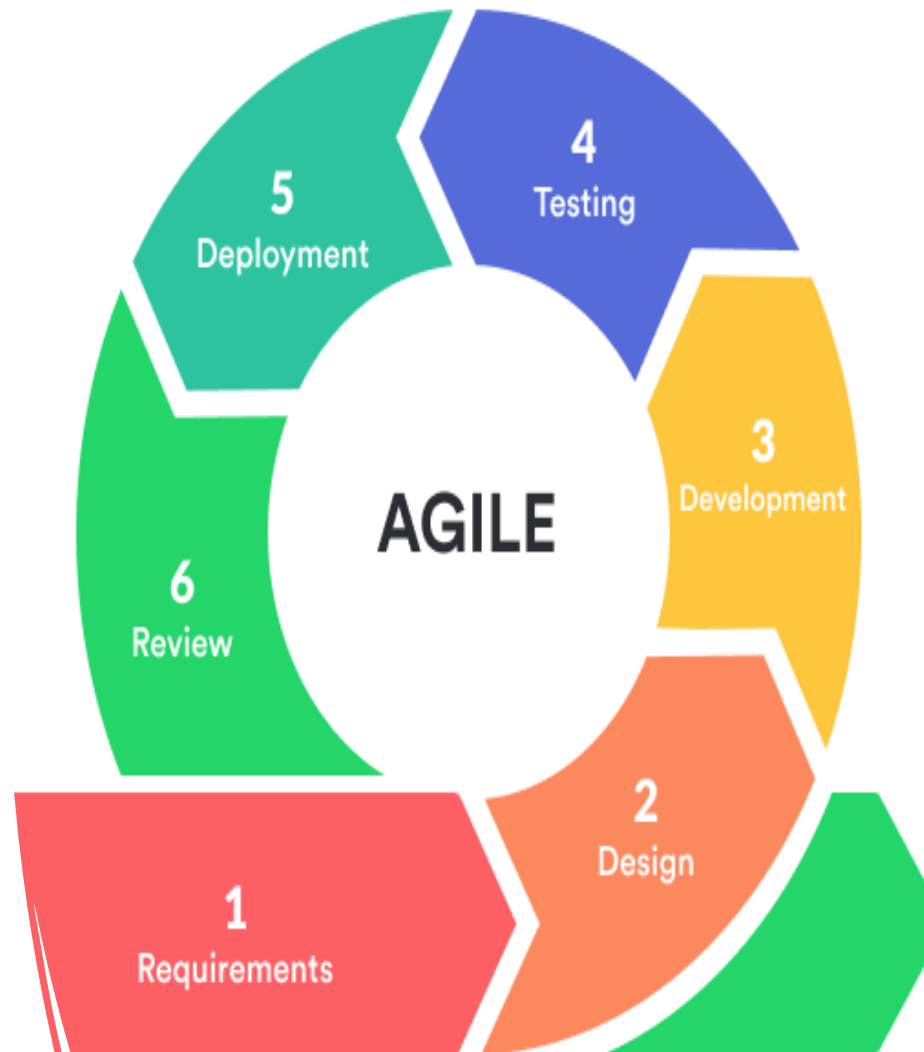 1
Requirements
2
Design
3
Development
4
Testing
5
Deployment
6
Review
AGILE